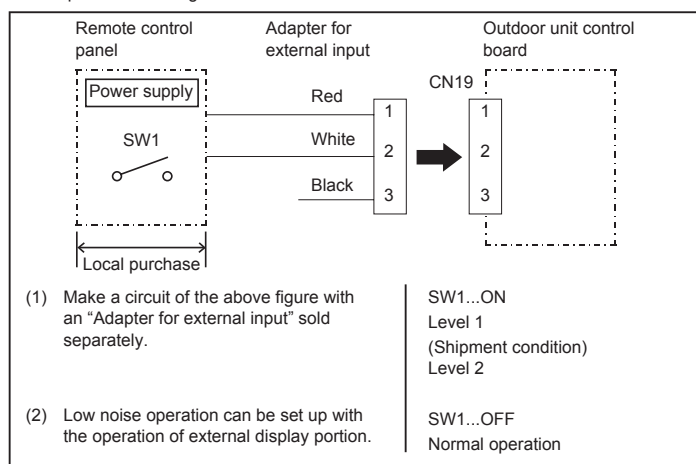 Remote control panel
Adapter for external input
Outdoor unit control board
Power supply
SW1
Red
White
Black
1
2
3
CN19
1
2
3
Local purchase
(1) Make a circuit of the above figure with
an “Adapter for external input” sold
separately.
SW1...ON
Level 1
(Shipment condition)
Level 2
(2) Low noise operation can be set up with
the operation of external display portion.
SW1...OFF
Normal operation